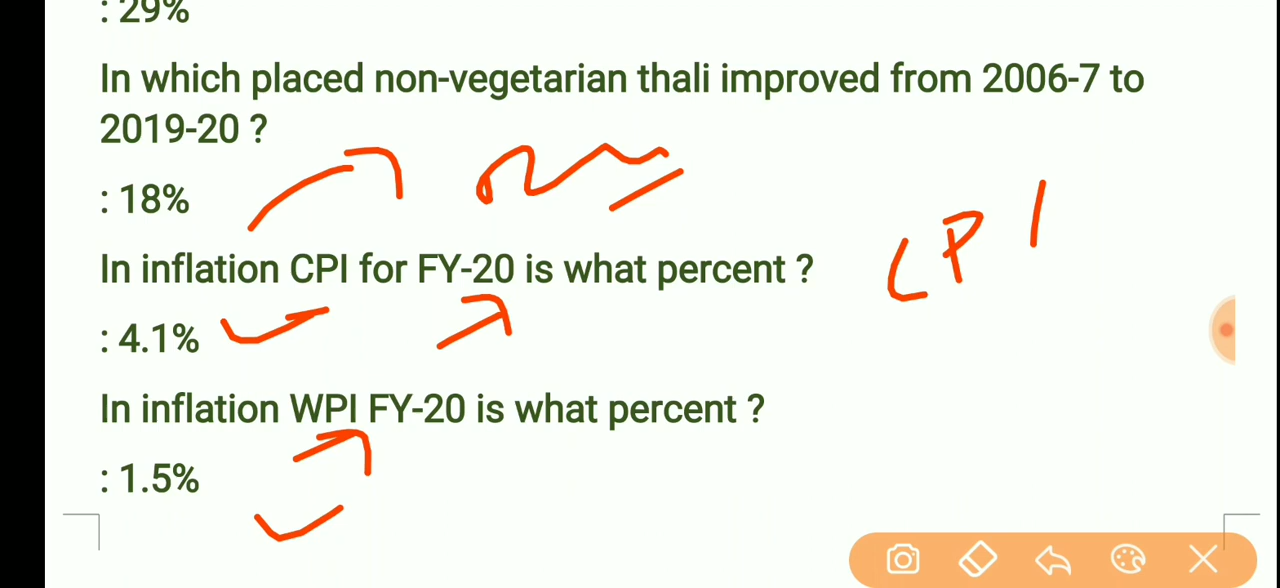 : 29%
In which placed non-vegetarian thali improved from 2006-7 to
2019-20 ?
: 18%
CPI
In inflation CPI for FY-20 is what percent ?
: 4.1%
In inflation WPI FY-20 is what percent ?
: 1.5%